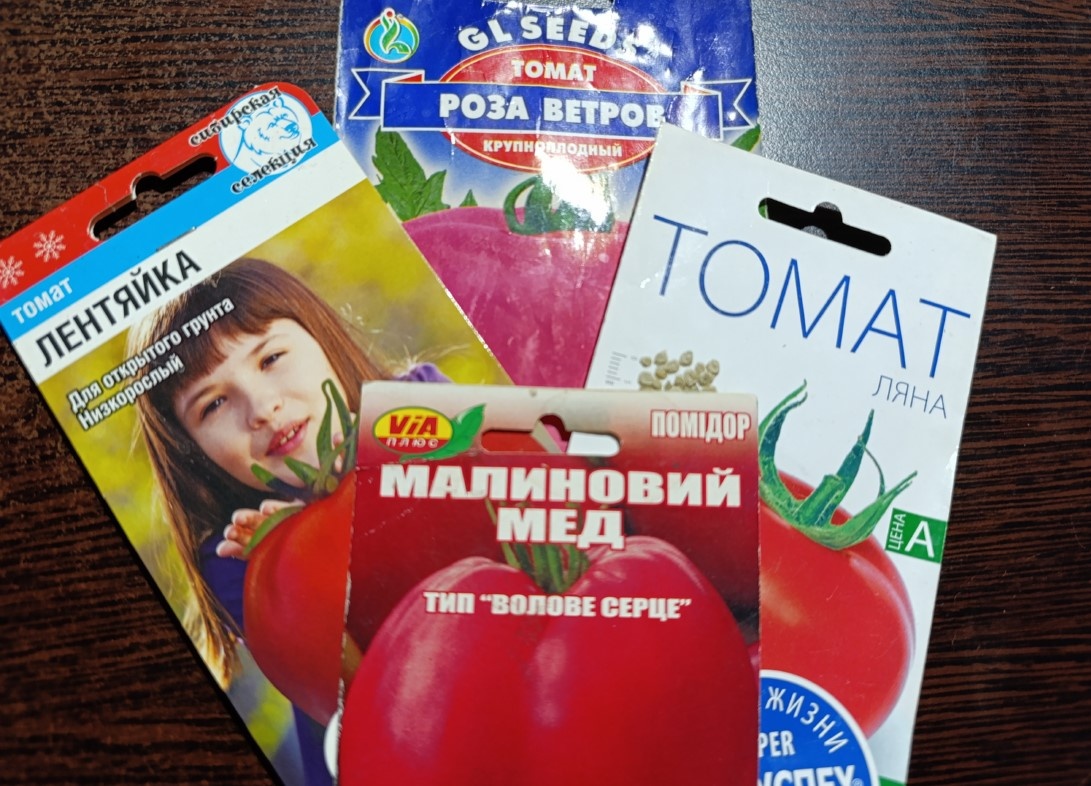 GL SEEDS
ТОМАТ
РОЗА ВЕТРОВ
КРУПНОПЛОДНЫЙ
сибирская
селекция
томат
ЛЕНТЯЙКА
Для открытого грунта
Низкорослый
ТОМАТ
ЛЯНА
ЦЕНА
А
ЖИЗНИ
VIA
плюс
ПОМІДОР
МАЛИНОВИЙ
МЕД
ТИП “ВОЛОВЕ СЕРЦЕ”